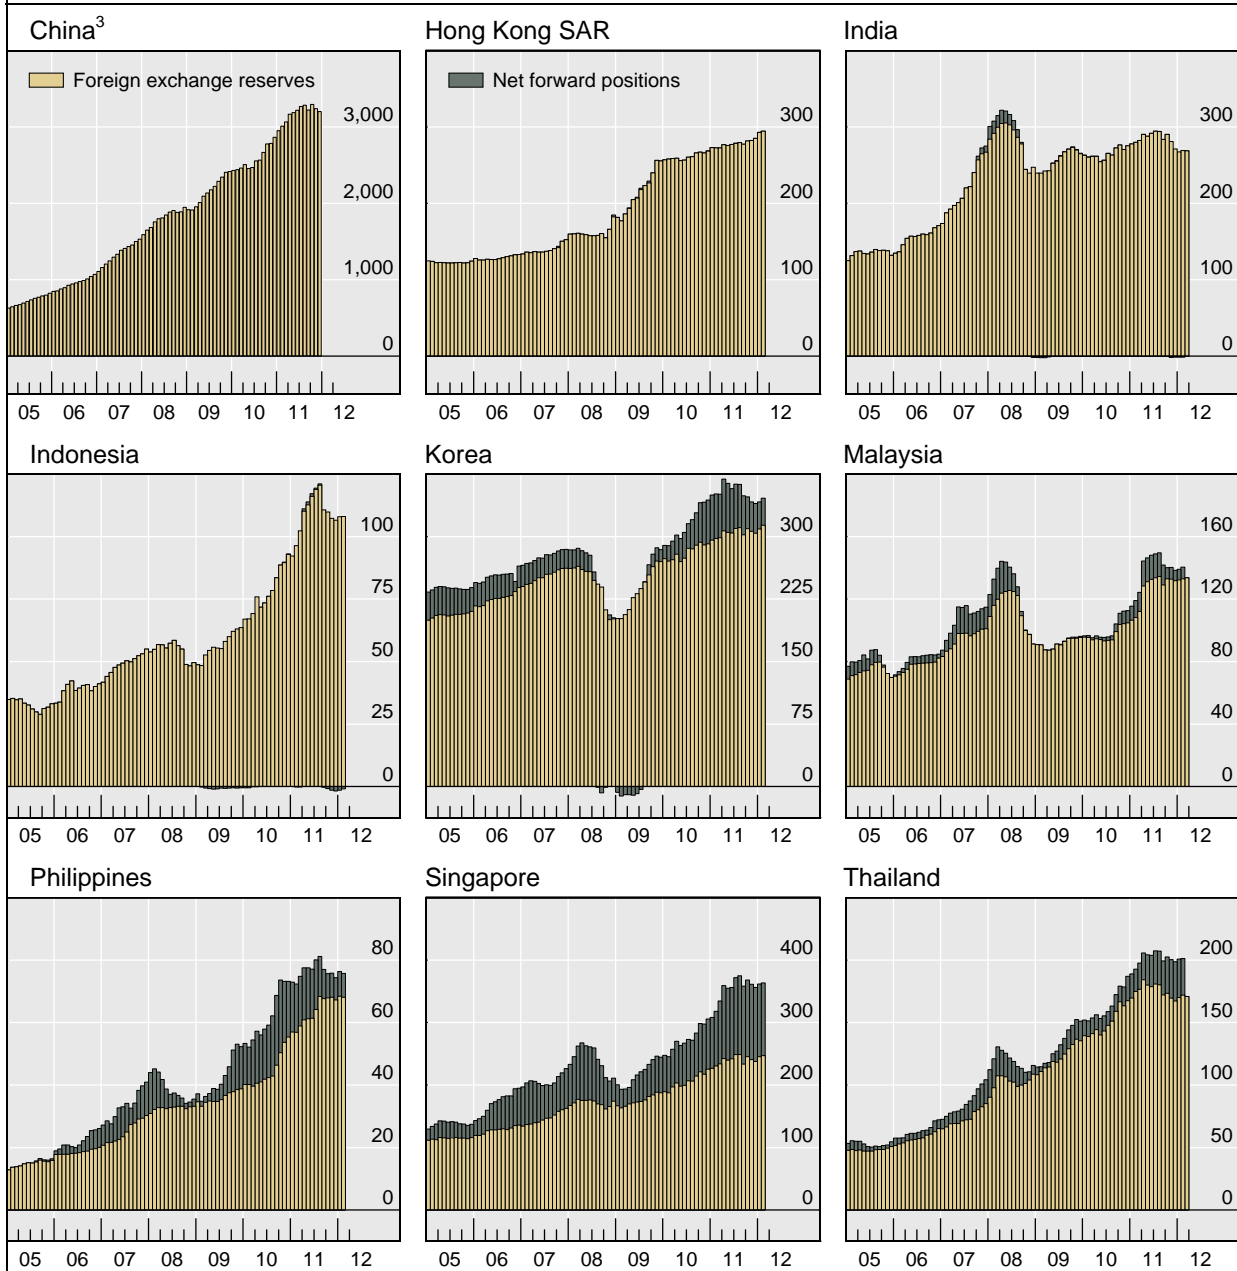 China3
Hong Kong SAR
India
Foreign exchange reserves
Net forward positions
3,000
2,000
1,000
0
300
200
100
0
300
200
100
0
05 06 07 08 09 10 11 12
05 06 07 08 09 10 11 12
05 06 07 08 09 10 11 12
Indonesia
Korea
Malaysia
100
75
50
25
0
300
225
150
75
0
160
120
80
40
0
05 06 07 08 09 10 11 12
05 06 07 08 09 10 11 12
05 06 07 08 09 10 11 12
Philippines
Singapore
Thailand
80
60
40
20
0
400
300
200
100
0
200
150
100
50
0
05 06 07 08 09 10 11 12
05 06 07 08 09 10 11 12
05 06 07 08 09 10 11 12